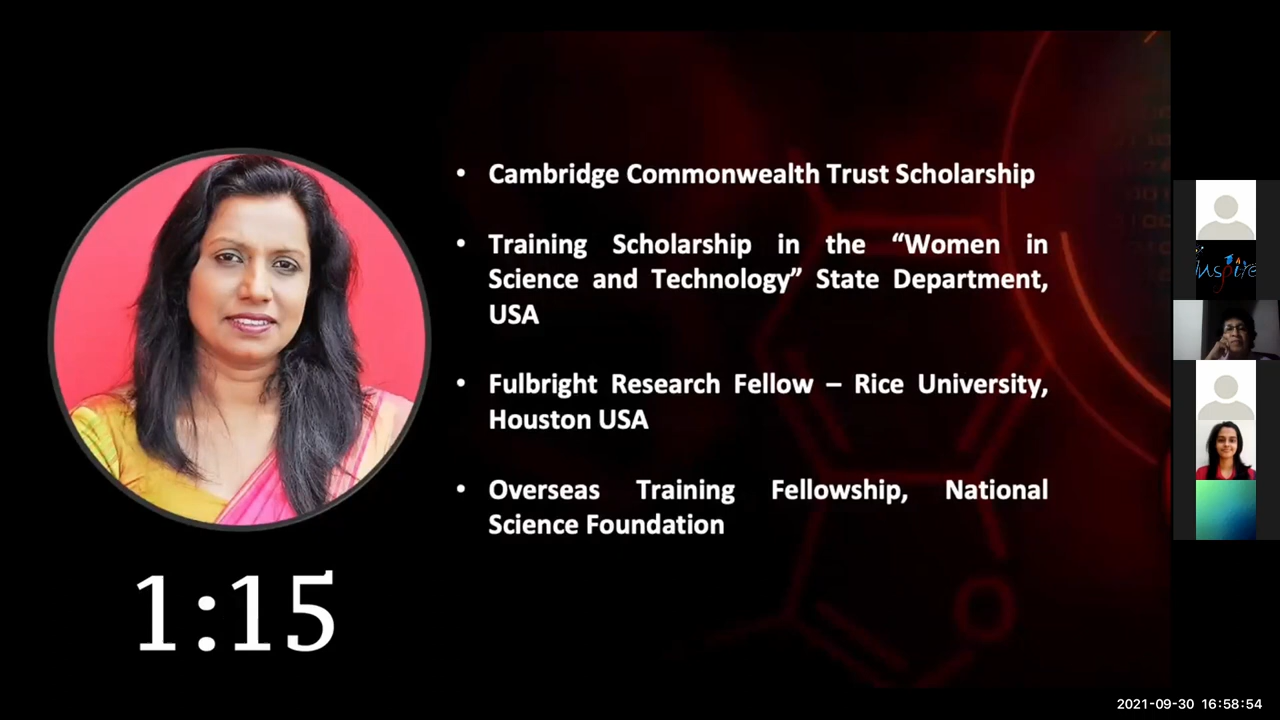 • Cambridge Commonwealth Trust Scholarship
• Training Scholarship in the “Women in
Science and Technology” State Department,
USA
• Fulbright Research Fellow – Rice University,
Houston USA
• Overseas Training Fellowship, National
Science Foundation
1:15
inspire
2021-09-30 16:58:54